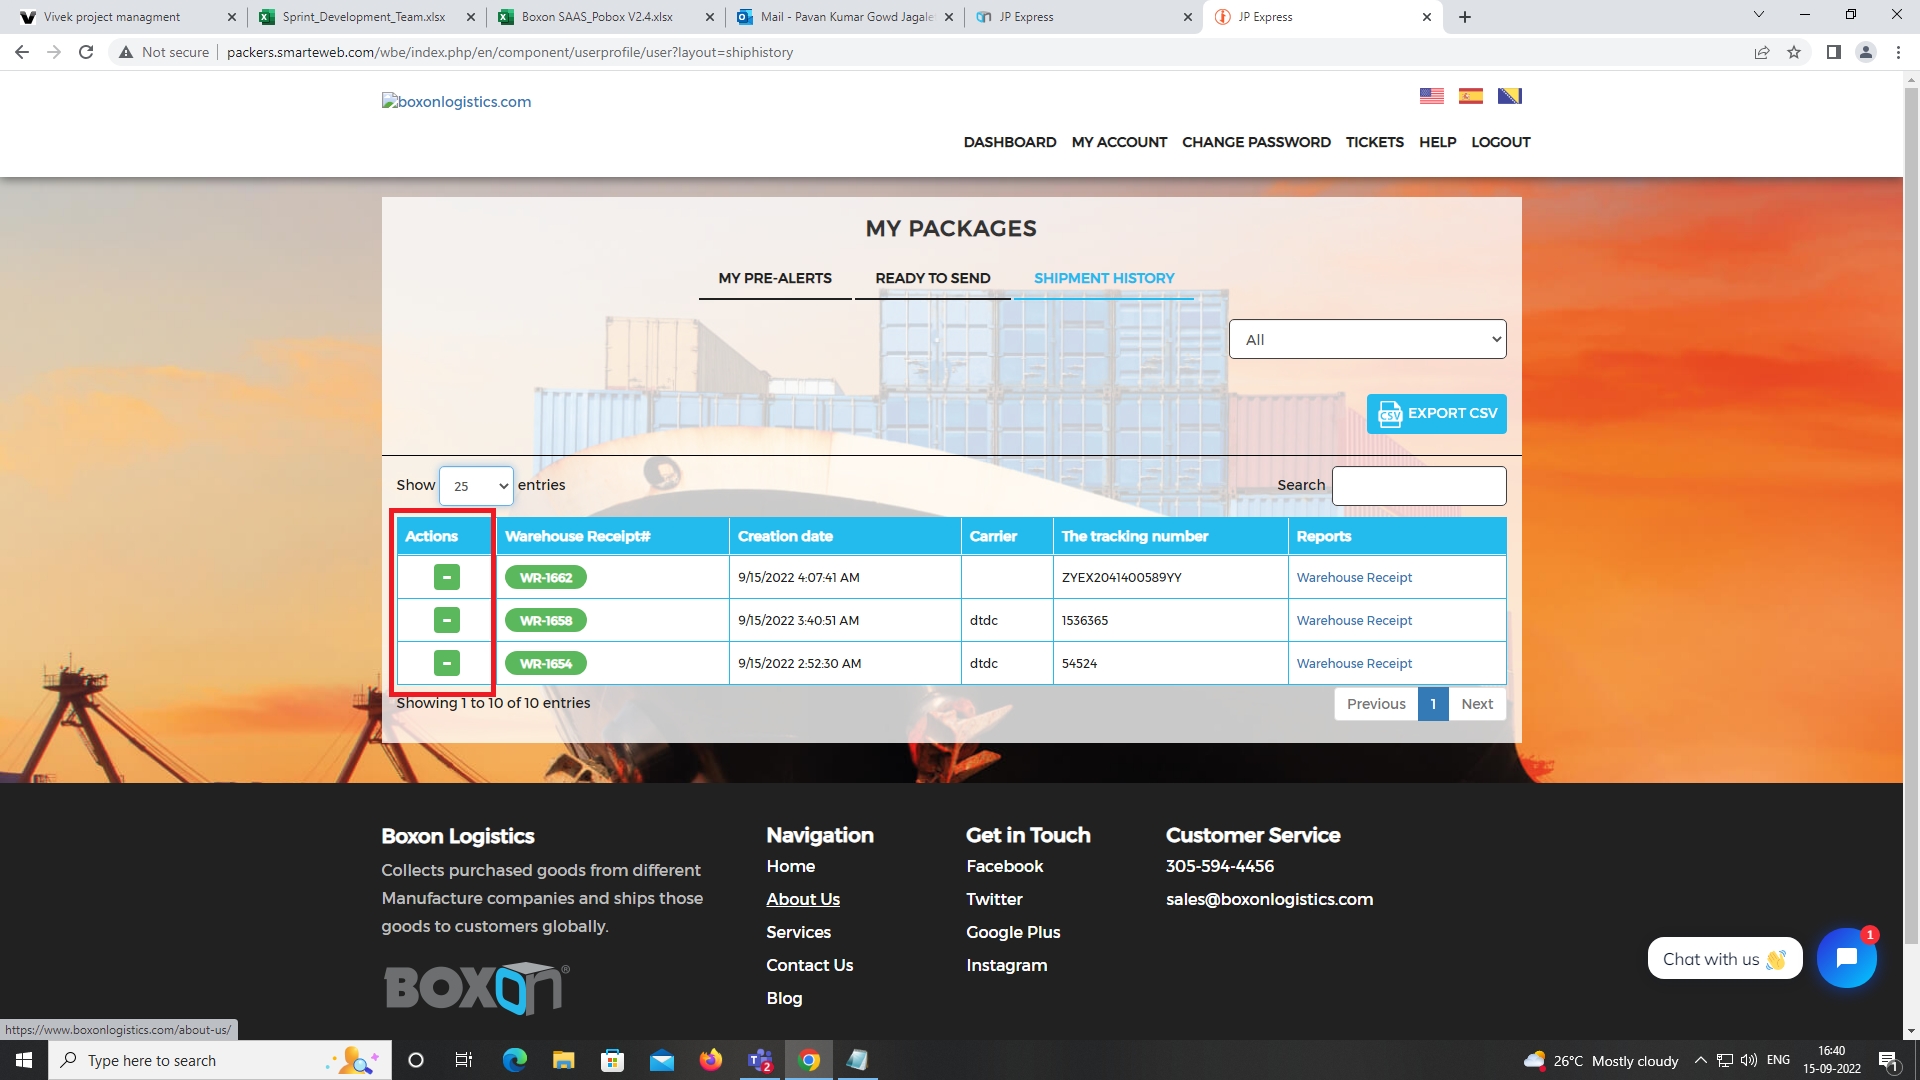 Vivek project managment
Sprint_Development_Team.xlsx
Boxon SAAS_Pobox V2.4.xlsx
Mail - Pavan Kumar Gowd Jagale
JP Express
JP Express
Not secure
packers.smarteweb.com/wbe/index.php/en/component/userprofile/user?layout=shiphistory
boxonlogistics.com
DASHBOARD MY ACCOUNT CHANGE PASSWORD TICKETS HELP LOGOUT
MY PACKAGES
MY PRE-ALERTS READY TO SEND SHIPMENT HISTORY
All
CSV EXPORT CSV
Show 25 entries
Search
Actions Warehouse Receipt# Creation date Carrier The tracking number Reports
WR-1662 9/15/2022 4:07:41 AM ZYEX2041400589YY Warehouse Receipt
WR-1658 9/15/2022 3:40:51 AM dtdc 1536365 Warehouse Receipt
WR-1654 9/15/2022 2:52:30 AM dtdc 54524 Warehouse Receipt
Showing 1 to 10 of 10 entries
Previous 1 Next
Boxon Logistics
Collects purchased goods from different
Manufacture companies and ships those
goods to customers globally.
BOXON®
Navigation
Home
About Us
Services
Contact Us
Blog
Get in Touch
Facebook
Twitter
Google Plus
Instagram
Customer Service
305-594-4456
sales@boxonlogistics.com
Chat with us 👋
1
https://www.boxonlogistics.com/about-us/
Type here to search
2
26°C Mostly cloudy
ENG
16:40
15-09-2022
1